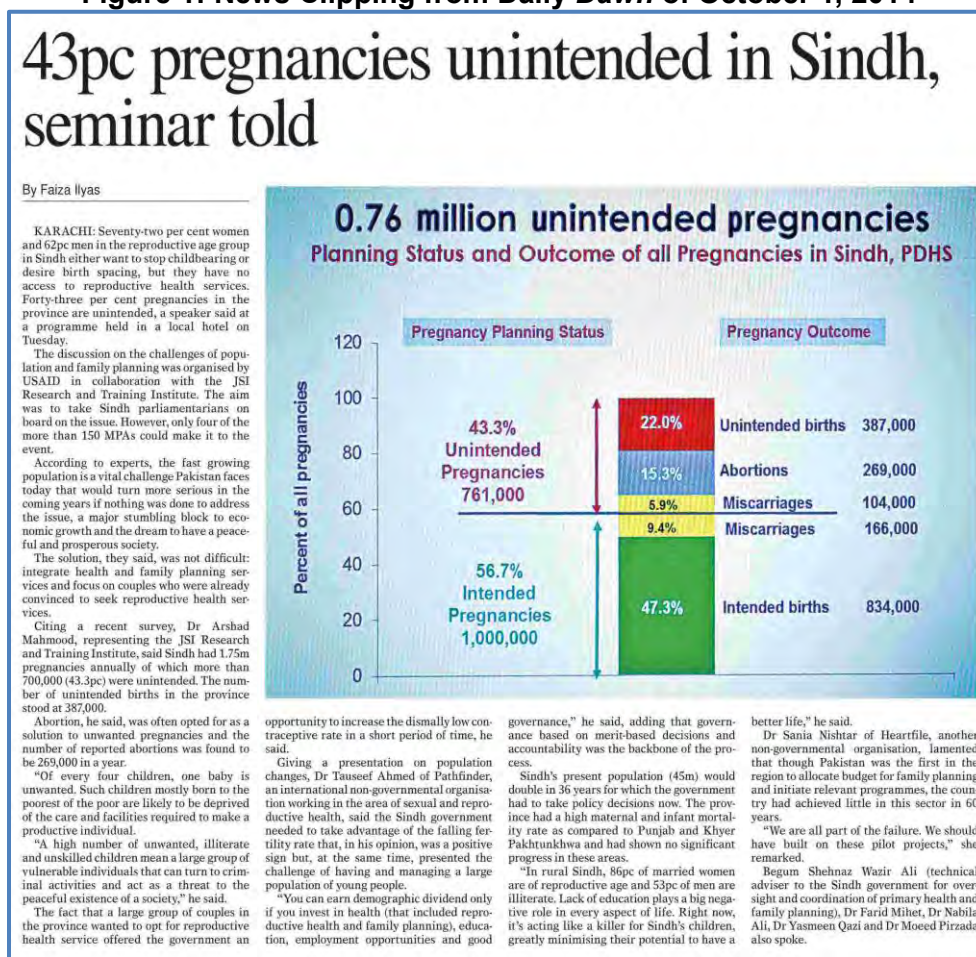 43pc pregnancies unintended in Sindh,
seminar told
By Faiza Ilyas
KARACHI: Seventy-two per cent women
and 62pc men in the reproductive age group
in Sindh either want to stop childbearing or
desire birth spacing, but they have no
access to reproductive health services.
Forty-three per cent pregnancies in the
province are unintended, a speaker said at
a programme held in a local hotel on
Tuesday.
The discussion on the challenges of popu-
lation and family planning was organised by
USAID in collaboration with the JSI
Research and Training Institute. The aim
was to take Sindh parliamentarians on
board on the issue. However, only four of the
more than 150 MPAs could make it to the
event.
According to experts, the fast growing
population is a vital challenge Pakistan faces
today that would turn more serious in the
coming years if nothing was done to address
the issue, a major stumbling block to eco-
nomic growth and the dream to have a peace-
ful and prosperous society.
The solution, they said, was not difficult:
integrate health and family planning ser-
vices and focus on couples who were already
convinced to seek reproductive health ser-
vices.
Citing a recent survey, Dr Arshad
Mahmood, representing the JSI Research
and Training Institute, said Sindh had 1.75m
pregnancies annually of which more than
700,000 (43.3pc) were unintended. The num-
ber of unintended births in the province
stood at 387,000.
Abortion, he said, was often opted for as a
solution to unwanted pregnancies and the
number of reported abortions was found to
be 269,000 in a year.
"Of every four children, one baby is
unwanted. Such children mostly born to the
poorest of the poor are likely to be deprived
of the care and facilities required to make a
productive individual.
"A high number of unwanted, illiterate
and unskilled children mean a large group of
vulnerable individuals that can turn to crim-
inal activities and act as a threat to the
peaceful existence of a society," he said.
The fact that a large group of couples in
the province wanted to opt for reproductive
health service offered the government an
0.76 million unintended pregnancies
Planning Status and Outcome of all Pregnancies in Sindh, PDHS
Pregnancy Planning Status
Pregnancy Outcome
Percent of all pregnancies
120
100
80
60
40
20
0
43.3%
Unintended
Pregnancies
761,000
56.7%
Intended
Pregnancies
1,000,000
22.0% Unintended births 387,000
15.3% Abortions 269,000
5.9% Miscarriages 104,000
9.4% Miscarriages 166,000
47.3% Intended births 834,000
opportunity to increase the dismally low con-
traceptive rate in a short period of time, he
said.
Giving a presentation on population
changes, Dr Tauseef Ahmed of Pathfinder,
an international non-governmental organisa-
tion working in the area of sexual and repro-
ductive health, said the Sindh government
needed to take advantage of the falling fer-
tility rate that, in his opinion, was a positive
sign but, at the same time, presented the
challenge of having and managing a large
population of young people.
"You can earn demographic dividend only
if you invest in health (that included repro-
ductive health and family planning), educa-
tion, employment opportunities and good
governance," he said, adding that govern-
ance based on merit-based decisions and
accountability was the backbone of the pro-
cess.
Sindh's present population (45m) would
double in 36 years for which the government
had to take policy decisions now. The prov-
ince had a high maternal and infant mortal-
ity rate as compared to Punjab and Khyer
Pakhtunkhwa and had shown no significant
progress in these areas.
"In rural Sindh, 86pc of married women
are of reproductive age and 53pc of men are
illiterate. Lack of education plays a big nega-
tive role in every aspect of life. Right now,
it's acting like a killer for Sindh's children,
greatly minimising their potential to have a
better life," he said.
Dr Sania Nishtar of Heartfile, another
non-governmental organisation, lamented
that though Pakistan was the first in the
region to allocate budget for family planning
and initiate relevant programmes, the coun-
try had achieved little in this sector in 60
years.
"We are all part of the failure. We should
have built on these pilot projects," she
remarked.
Begum Shehnaz Wazir Ali (technical
adviser to the Sindh government for over-
sight and coordination of primary health and
family planning), Dr Farid Mihet, Dr Nabila
Ali, Dr Yasmeen Qazi and Dr Moeed Pirzada
also spoke.